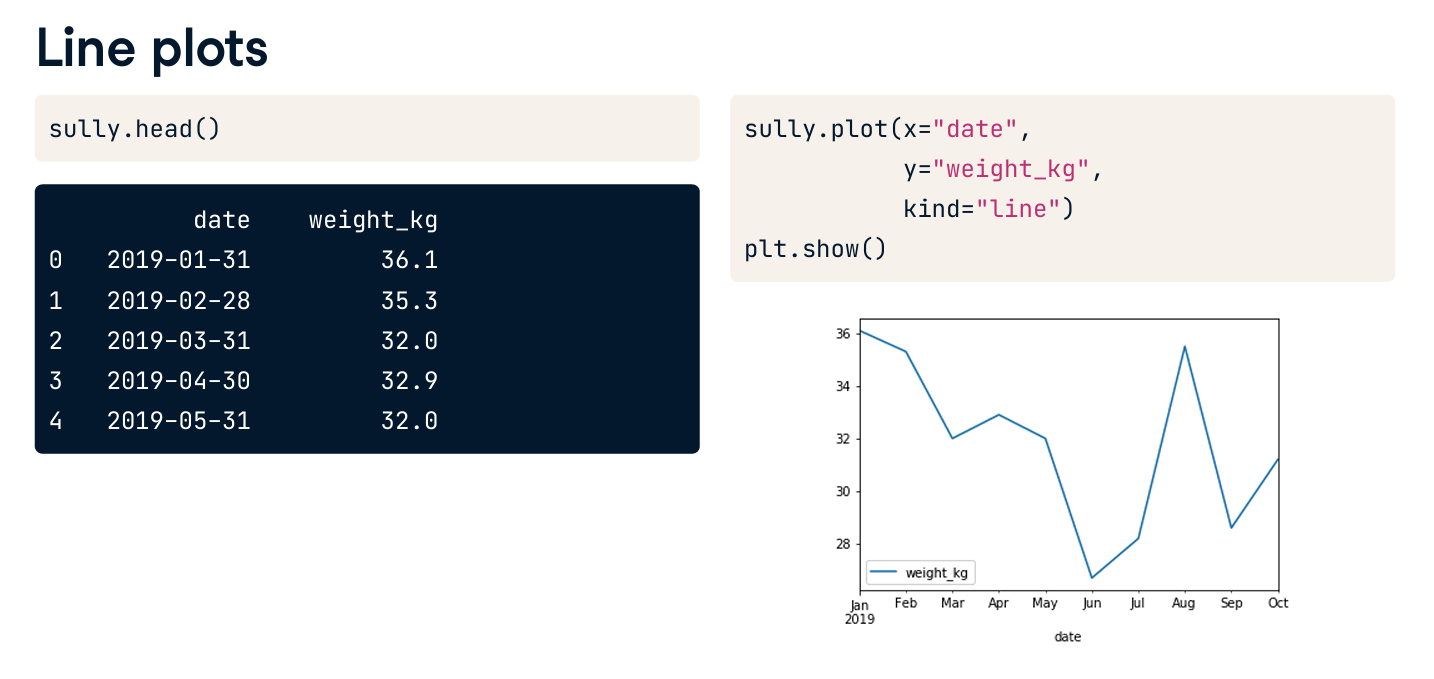 Line plots
sully.head()
date weight_kg
0 2019-01-31 36.1
1 2019-02-28 35.3
2 2019-03-31 32.0
3 2019-04-30 32.9
4 2019-05-31 32.0
sully.plot(x="date",
y="weight_kg",
kind="line")
plt.show()
36
34
32
30
28
weight_kg
Jan Feb Mar Apr May Jun Jul Aug Sep Oct
2019
date